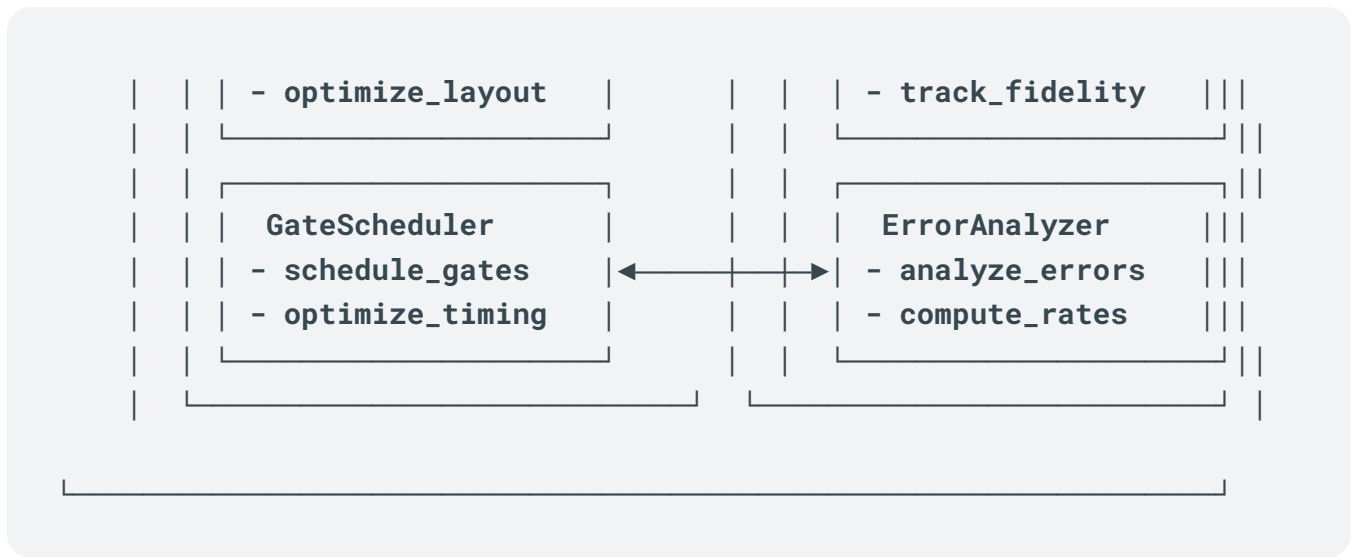 - optimize_layout - track_fidelity
GateScheduler ErrorAnalyzer
- schedule_gates - analyze_errors
- optimize_timing - compute_rates